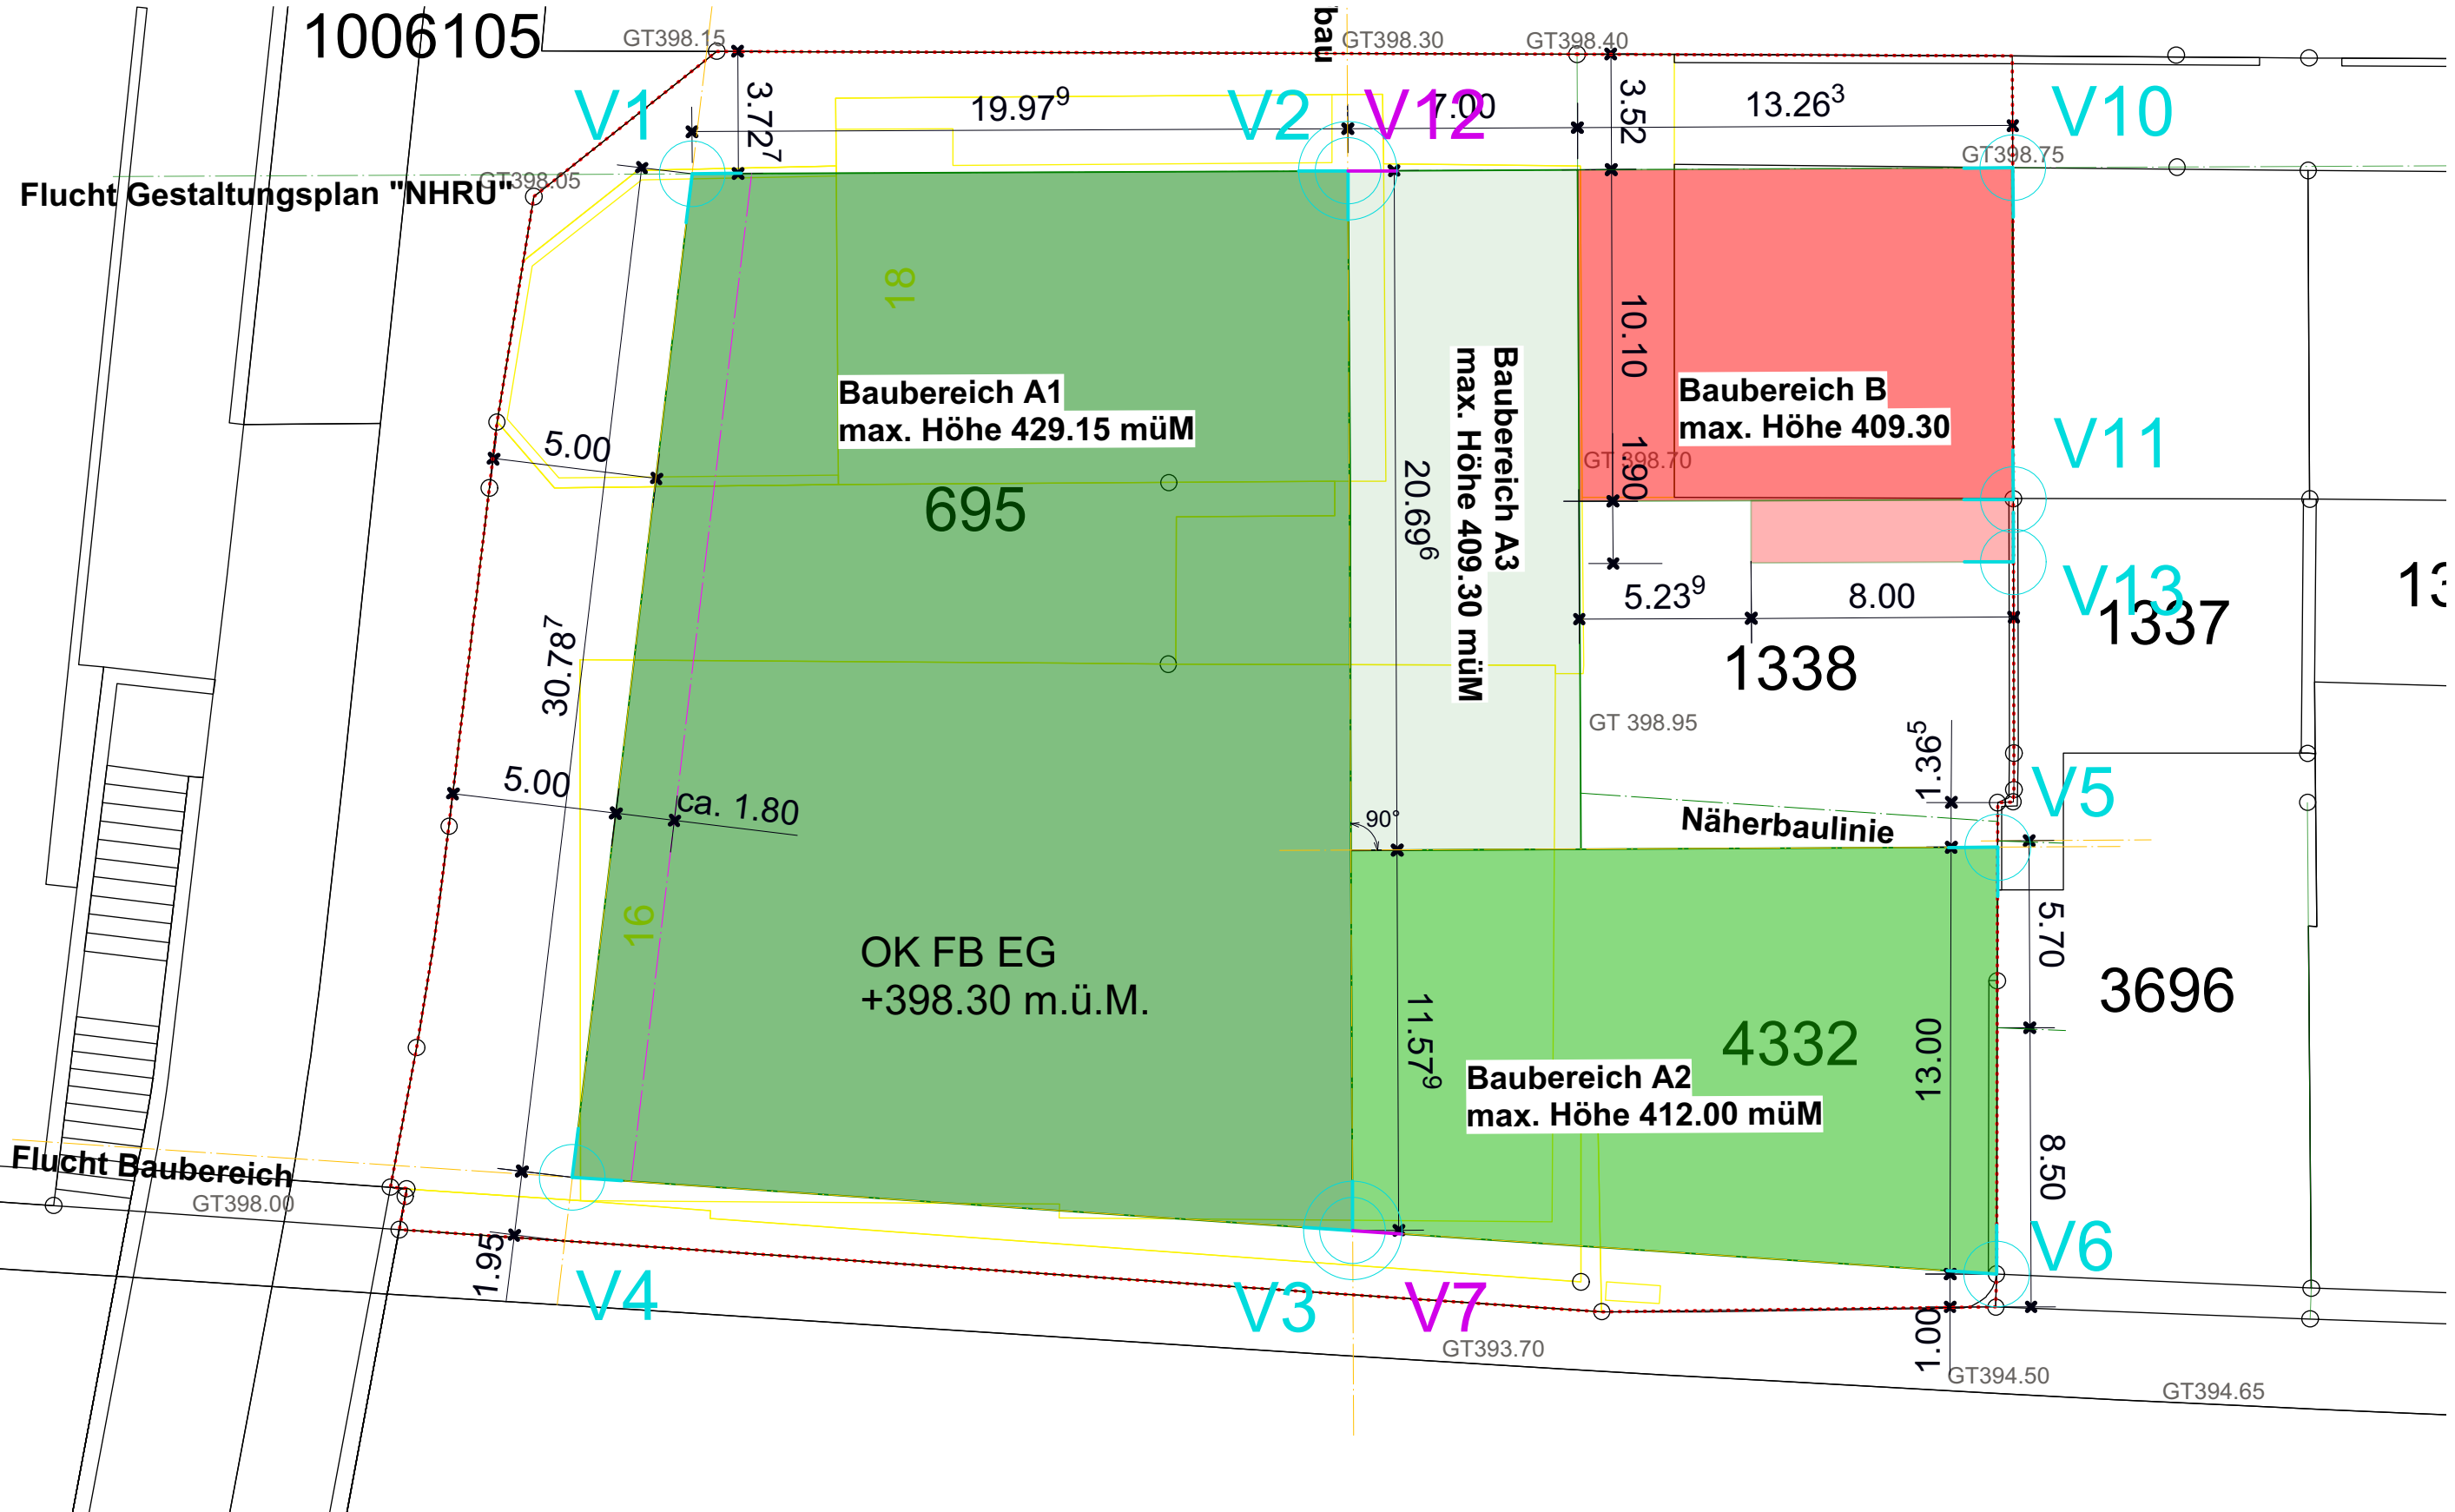 1006105
GT398.15
bau
GT398.30
GT398.40
V1
3.727
19.979
V2
V12
7.00
3.52
13.263
V10
GT398.75
Flucht Gestaltungsplan "NHRU"
GT398.05
18
10.10
Baubereich A1
max. Höhe 429.15 müM
Baubereich A3
max. Höhe 409.30 müM
Baubereich B
max. Höhe 409.30
V11
5.00
1.90
GT 398.70
695
20.696
5.239
8.00
V13
1337
13
30.787
1338
GT 398.95
1.365
5.00
ca. 1.80
90°
Näherbaulinie
V5
16
OK FB EG
+398.30 m.ü.M.
5.70
3696
11.579
4332
13.00
Baubereich A2
max. Höhe 412.00 müM
Flucht Baubereich
GT398.00
8.50
1.95
V4
V3
V7
V6
1.00
GT393.70
GT394.50
GT394.65